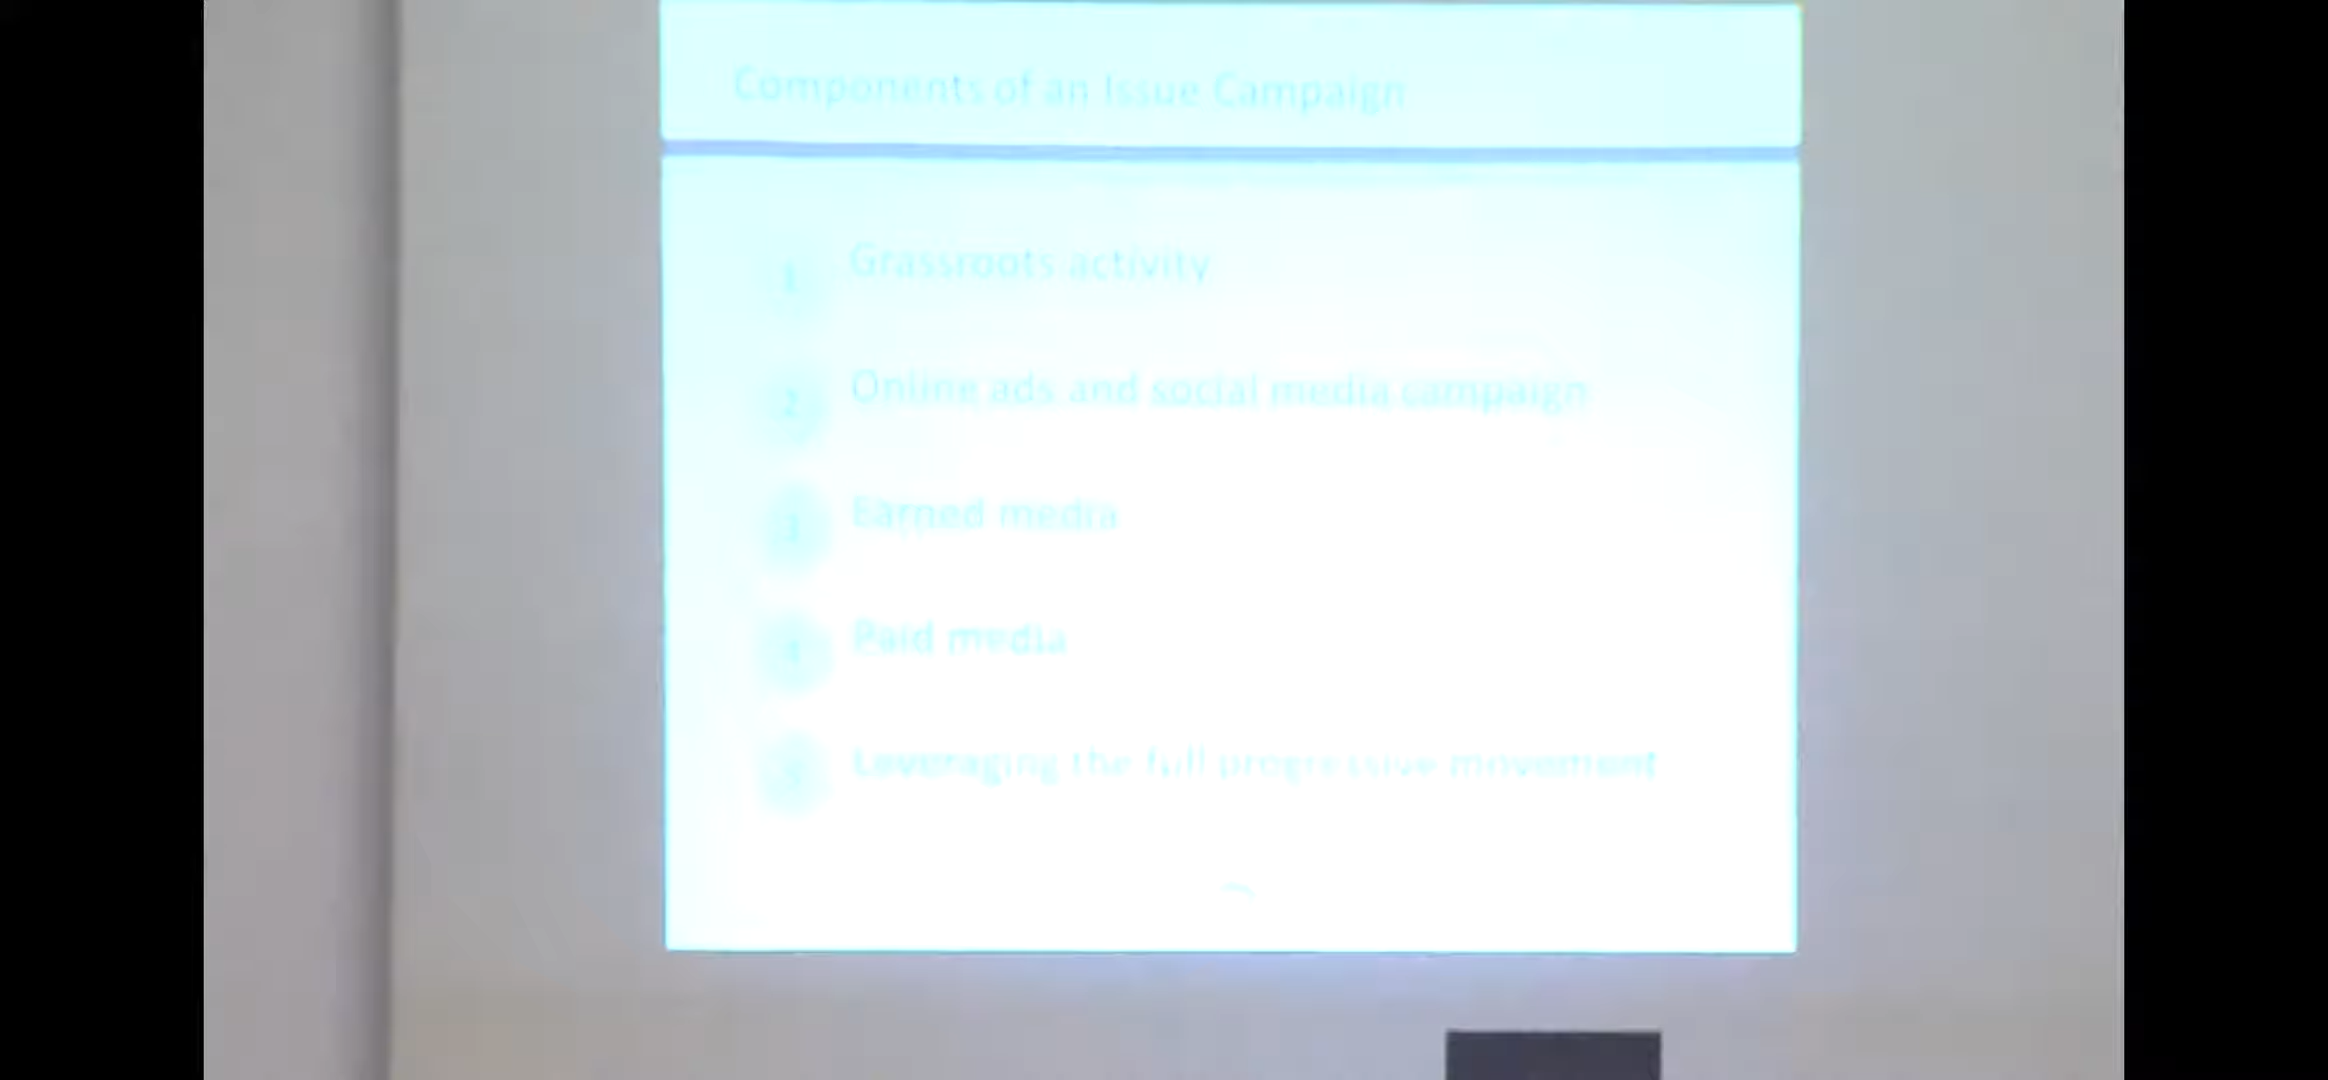 Components of an Issue Campaign
1 Grassroots activity
2 Online ads and social media campaign
3 Earned media
4 Paid media
5 Leveraging the full progressive movement